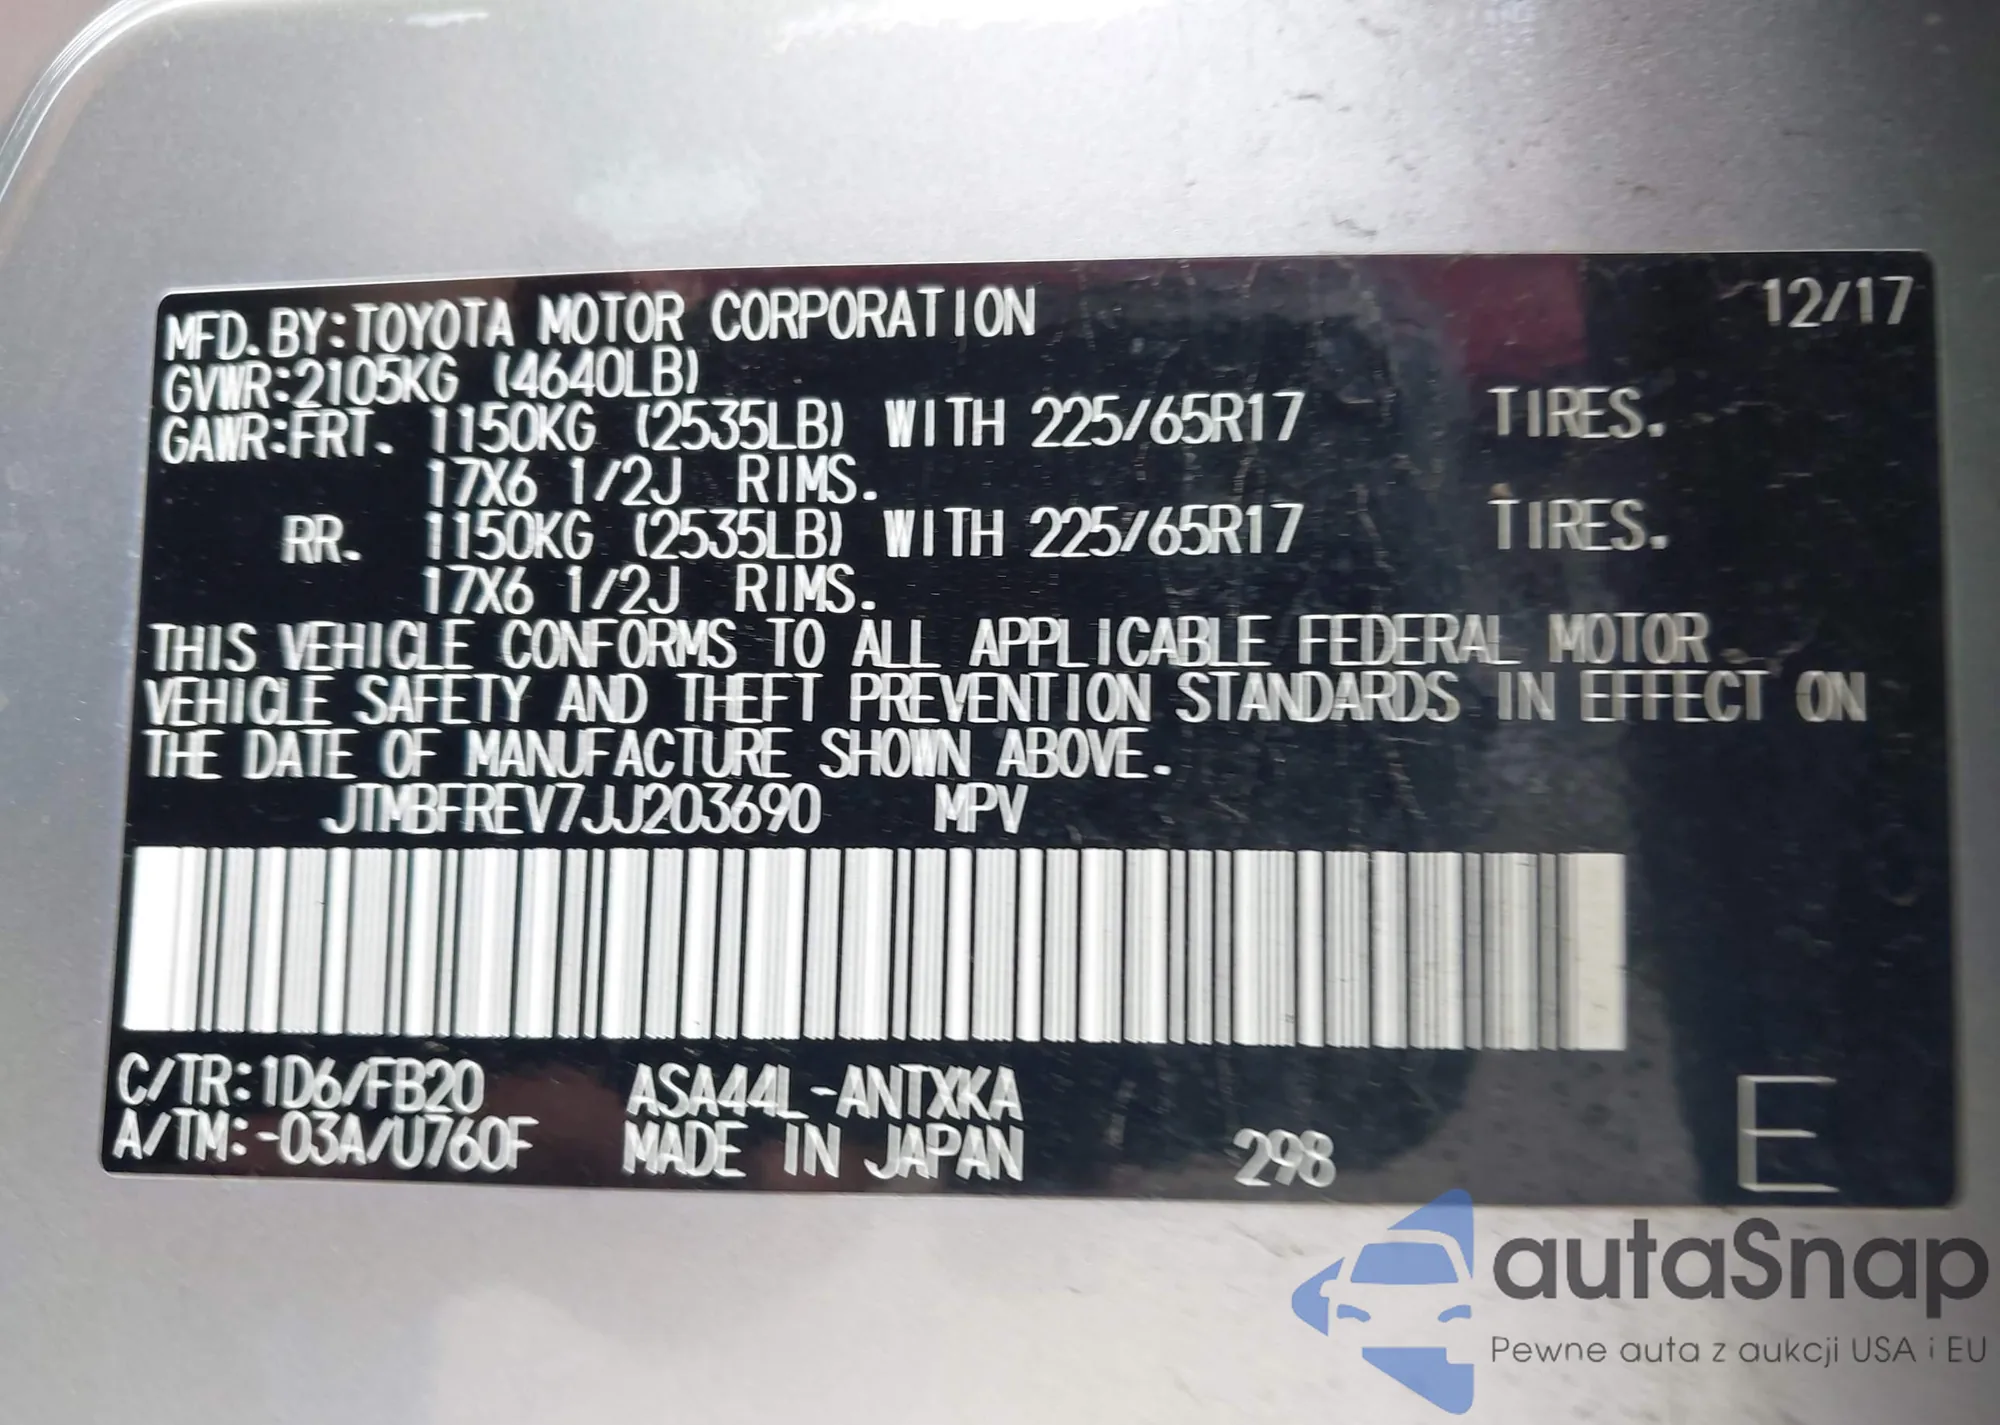 MFD.BY:TOYOTA MOTOR CORPORATION 12/17
GVWR:2105KG (4640LB)
GAWR:FRT. 1150KG (2535LB) WITH 225/65R17 TIRES.
17X6 1/2J RIMS.
RR. 1150KG (2535LB) WITH 225/65R17 TIRES.
17X6 1/2J RIMS.
THIS VEHICLE CONFORMS TO ALL APPLICABLE FEDERAL MOTOR
VEHICLE SAFETY AND THEFT PREVENTION STANDARDS IN EFFECT ON
THE DATE OF MANUFACTURE SHOWN ABOVE.
JTMBFREV7JJ203690 MPV
C/TR:1D6/FB20 ASA44L-ANTXKA
A/TM:-03A/U760F MADE IN JAPAN 298 E
autaSnap
Pewne auta z aukcji USA i EU